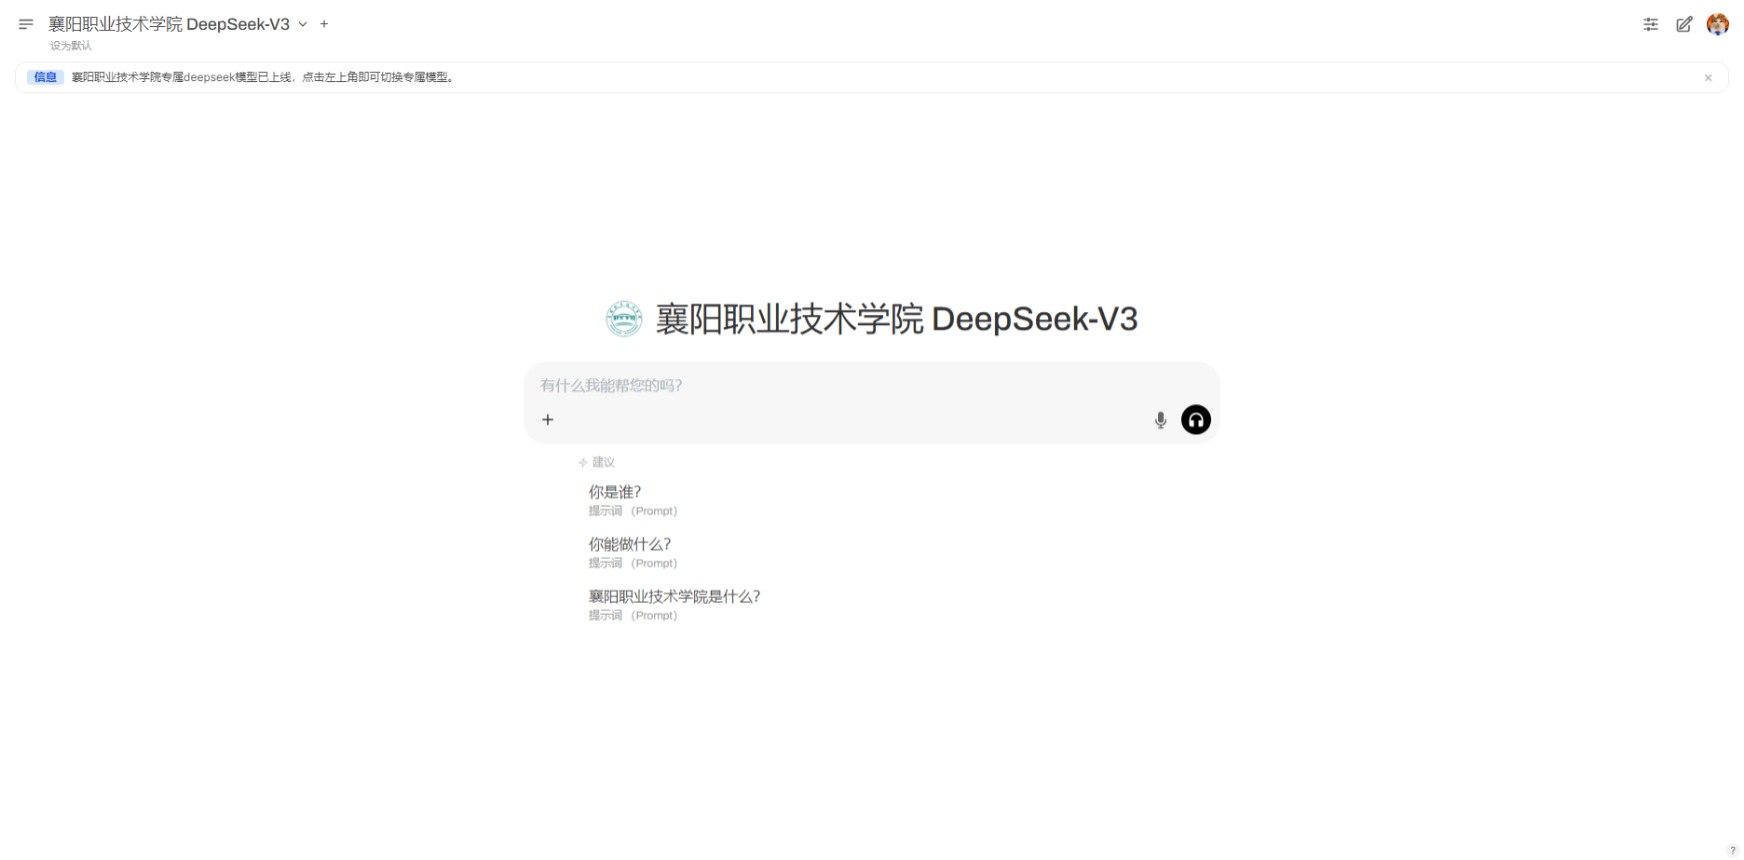 襄阳职业技术学院 DeepSeek-V3
设为默认
信息 襄阳职业技术学院专属deepseek模型已上线，点击左上角即可切换专属模型。
襄阳职业技术学院 DeepSeek-V3
有什么我能帮您的吗？
建议
你是谁？
提示词 （Prompt）
你能做什么？
提示词 （Prompt）
襄阳职业技术学院是什么？
提示词 （Prompt）
?